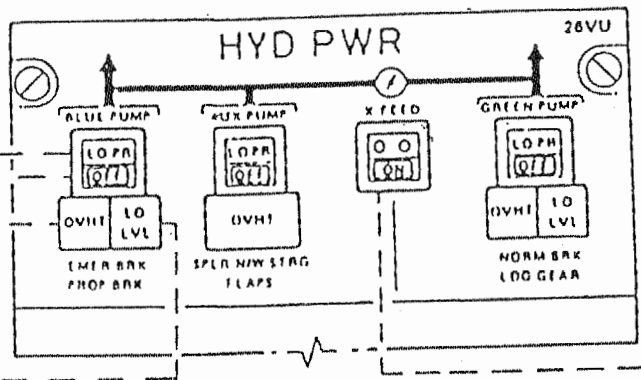 HYD PWR
26VU
BLUE PUMP
AUX PUMP
X FEED
GREEN PUMP
LO PR
OFF
LO PR
OFF
ON
LO PR
OFF
OVHT
LO
LVL
OVHT
OVHT
LO
LVL
EMER BRK
PROP BRK
SPLR N/W STRG
FLAPS
NORM BRK
LDG GEAR